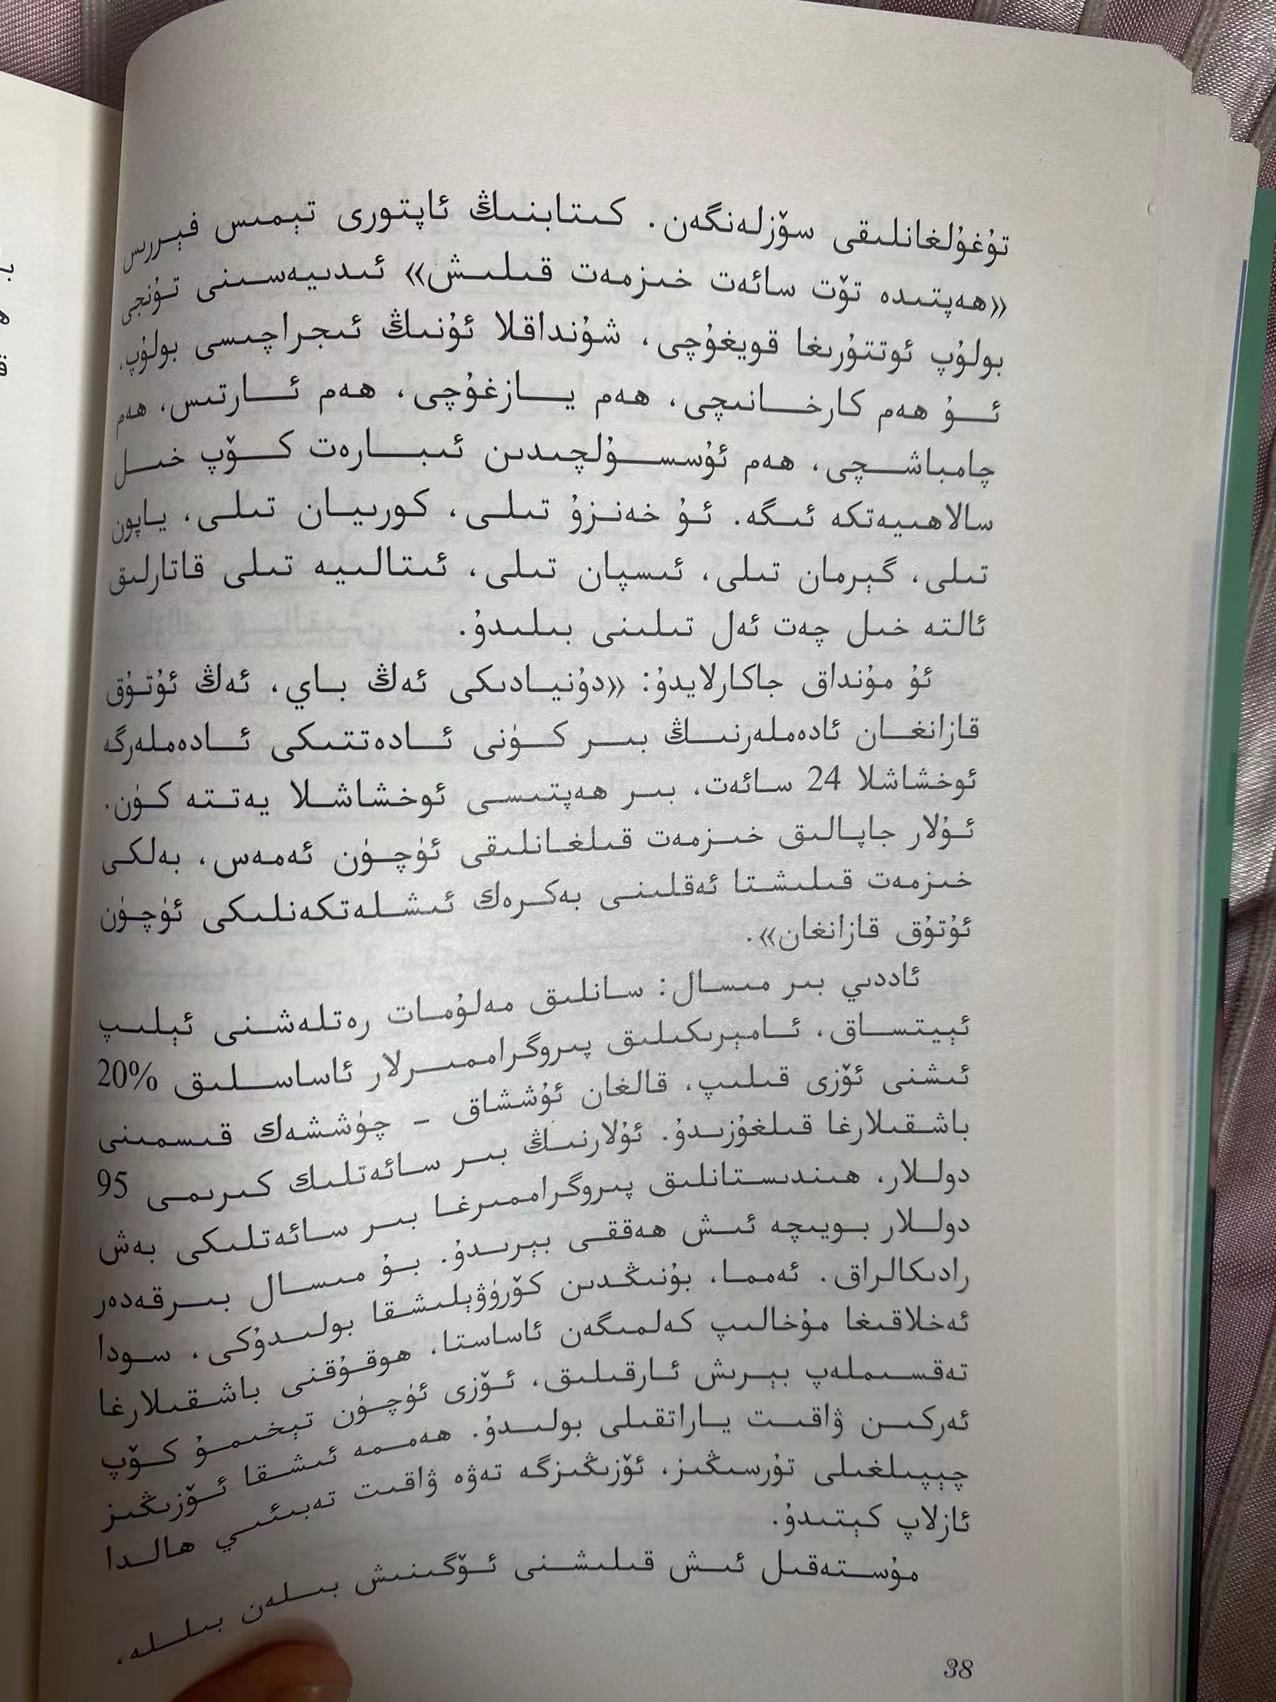 تۇغۇلغانلىقى سۆزلەنگەن. كىتابنىڭ ئاپتورى تېمىس فېررىس
«ھەپتىدە تۆت سائەت خىزمەت قىلىش» ئىدىيەسىنى تۇنجى
بولۇپ ئوتتۇرىغا قويغۇچى، شۇنداقلا ئۇنىڭ ئىجراچىسى بولۇپ،
ئۇ ھەم كارخانىچى، ھەم يازغۇچى، ھەم ئارتىس، ھەم
چامباشچى، ھەم ئۇسسۇلچىدىن ئىبارەت كۆپ خىل
سالاھىيەتكە ئىگە. ئۇ خەنزۇ تىلى، كورىيان تىلى، ياپون
تىلى، گېرمان تىلى، ئىسپان تىلى، ئىتالىيە تىلى قاتارلىق
ئالتە خىل چەت ئەل تىلىنى بىلىدۇ.
ئۇ مۇنداق جاكارلايدۇ: «دۇنيادىكى ئەڭ باي، ئەڭ ئۇتۇق
قازانغان ئادەملەرنىڭ بىر كۈنى ئادەتتىكى ئادەملەرگە
ئوخشاشلا 24 سائەت، بىر ھەپتىسى ئوخشاشلا يەتتە كۈن.
ئۇلار جاپالىق خىزمەت قىلغانلىقى ئۈچۈن ئەمەس، بەلكى
خىزمەت قىلىشتا ئەقلىنى بەكرەك ئىشلەتكەنلىكى ئۈچۈن
ئۇتۇق قازانغان».
ئاددىي بىر مىسال: سانلىق مەلۇمات رەتلەشنى ئېلىپ
ئېيتساق، ئامېرىكىلىق پىروگراممىرلار ئاساسلىق 20%
ئىشنى ئۆزى قىلىپ، قالغان ئۇششاق - چۈششەك قىسمىنى
باشقىلارغا قىلغۇزىدۇ. ئۇلارنىڭ بىر سائەتلىك كىرىمى 95
دوللار، ھىندىستانلىق پىروگراممىرغا بىر سائەتلىكى بەش
دوللار بويىچە ئىش ھەققى بېرىدۇ. بۇ مىسال بىرقەدەر
رادىكالراق. ئەمما، بۇنىڭدىن كۆرۈۋېلىشقا بولىدۇكى، سودا
ئەخلاقىغا مۇخالىپ كەلمىگەن ئاساستا، ھوقۇقنى باشقىلارغا
تەقسىملەپ بېرىش ئارقىلىق، ئۆزى ئۈچۈن تېخىمۇ كۆپ
ئەركىن ۋاقىت ياراتقىلى بولىدۇ. ھەممە ئىشقا ئۆزىڭىز
چېپىلغىلى تۇرسىڭىز، ئۆزىڭىزگە تەۋە ۋاقىت تەبىئىي ھالدا
ئازلاپ كېتىدۇ.
مۇستەقىل ئىش قىلىشنى ئۆگىنىش بىلەن بىللە،
38